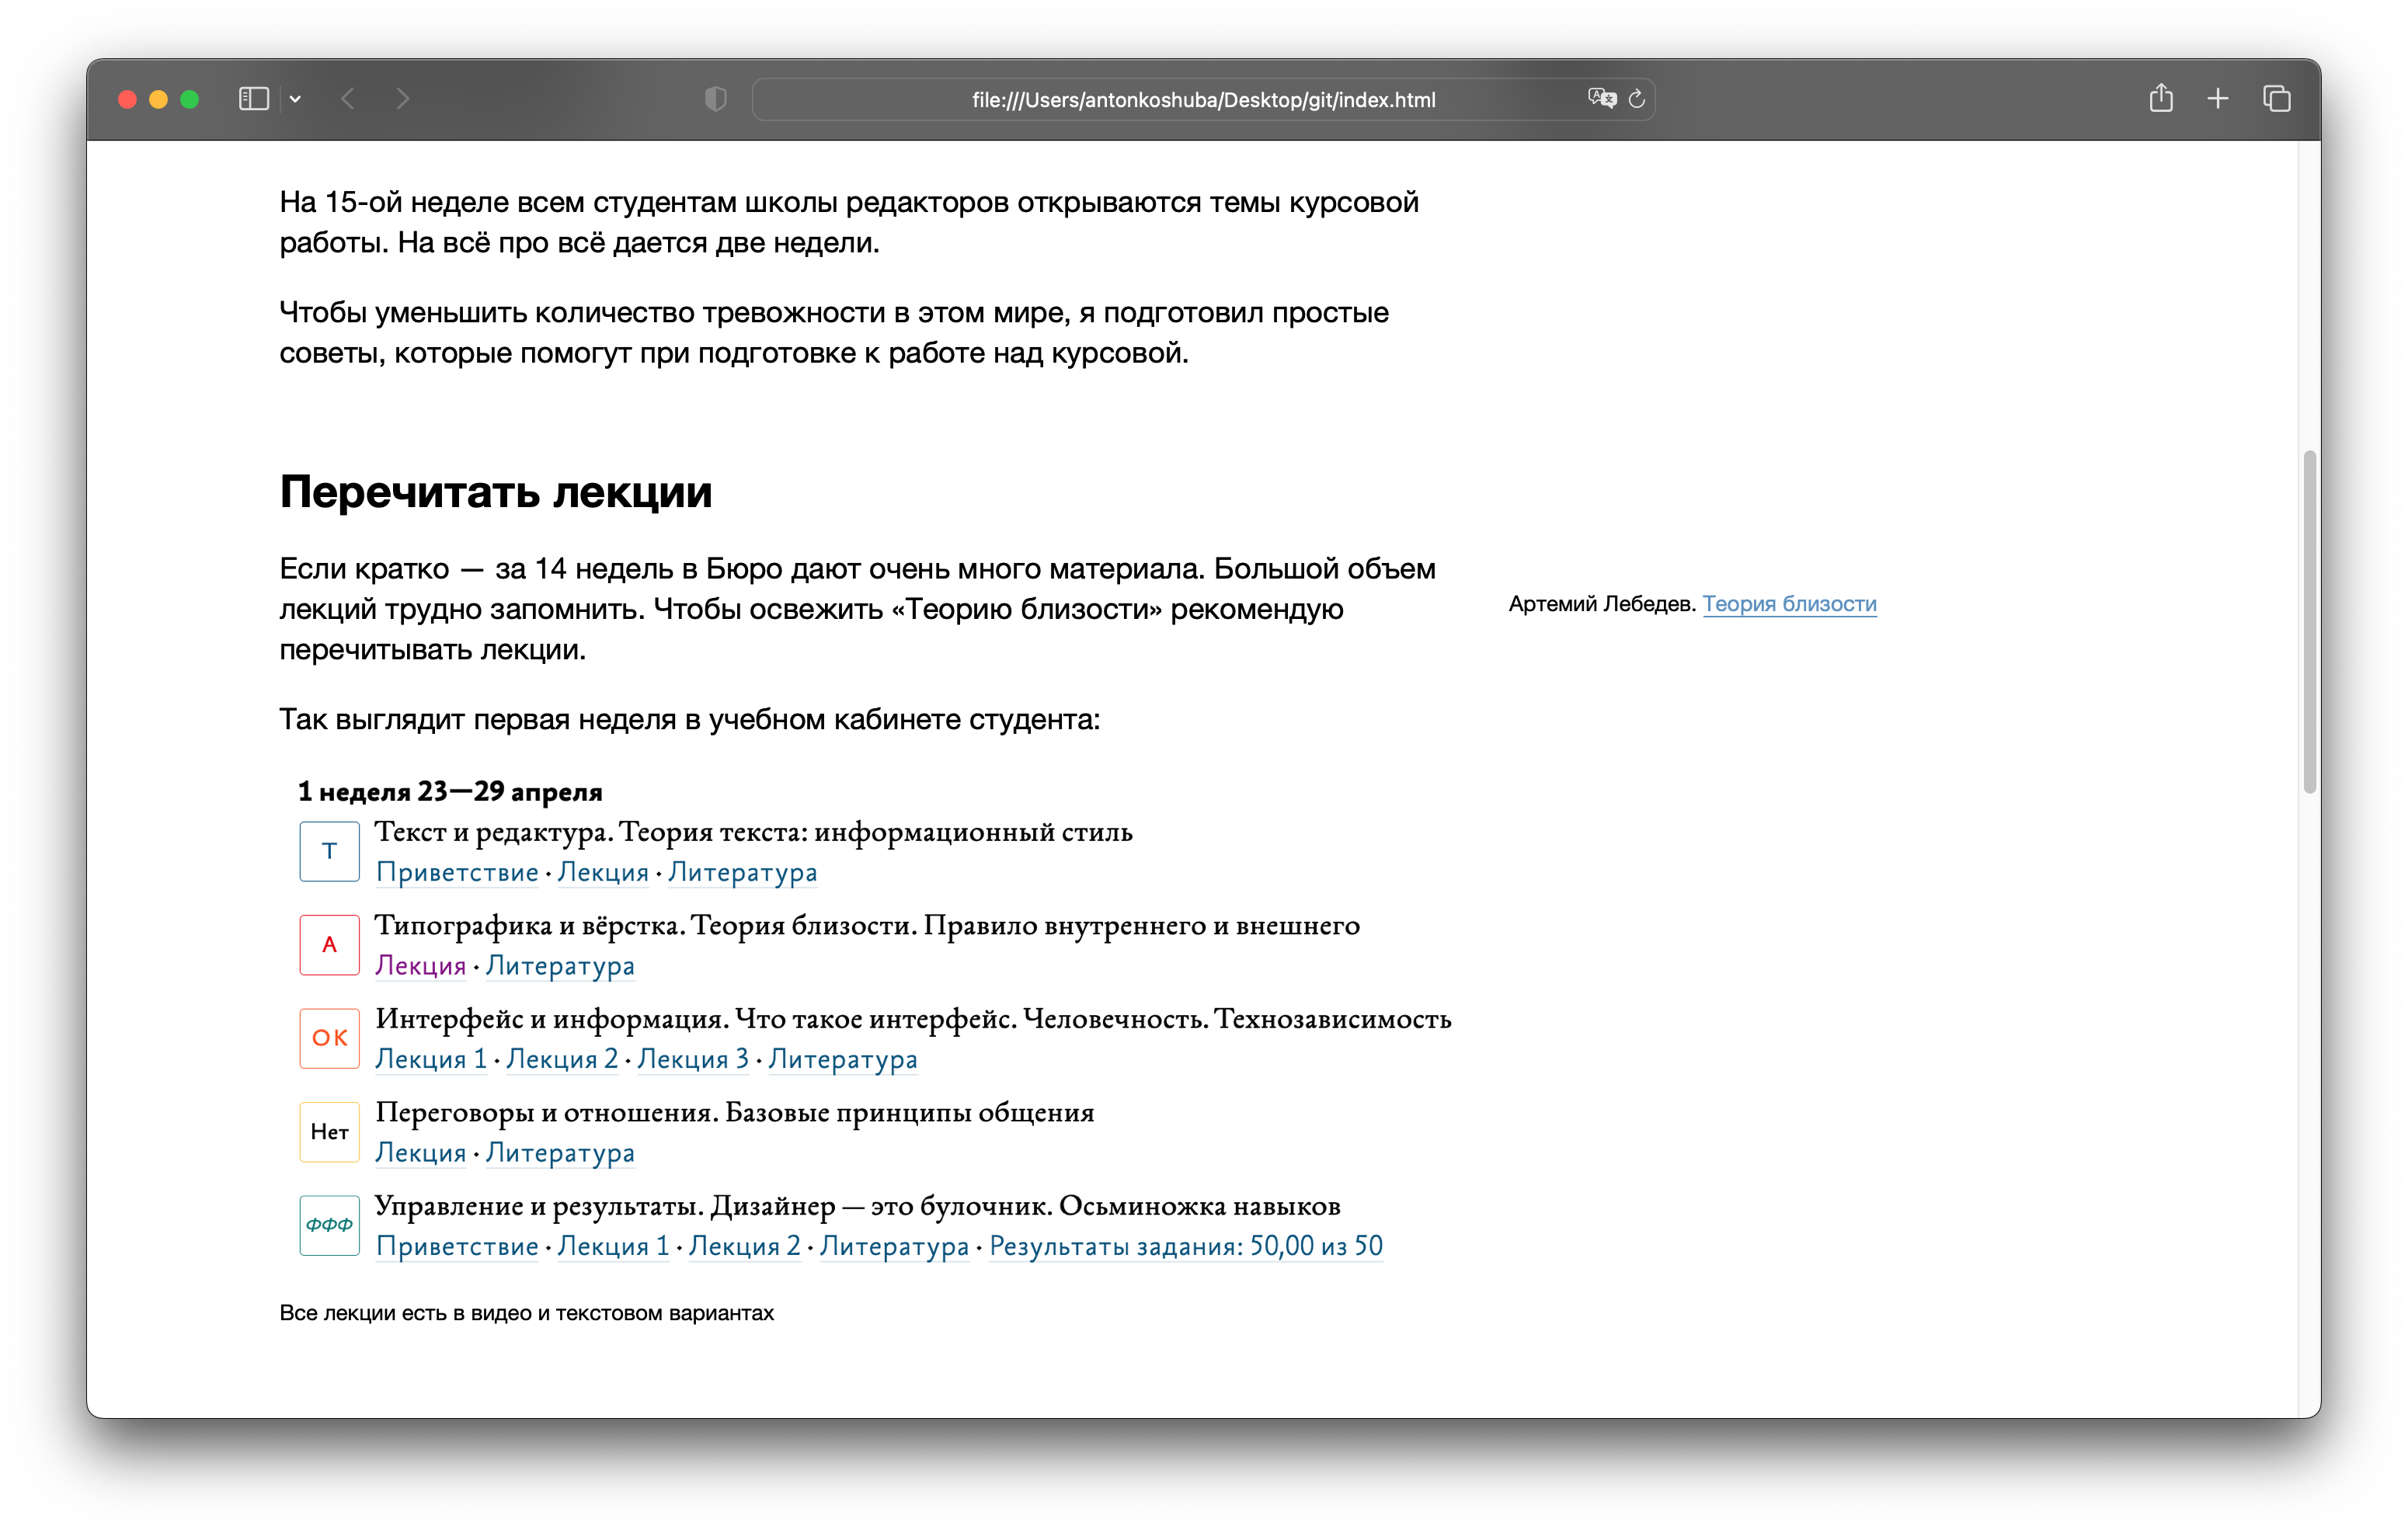 file:///Users/antonkoshuba/Desktop/git/index.html
На 15-ой неделе всем студентам школы редакторов открываются темы курсовой
работы. На всё про всё дается две недели.
Чтобы уменьшить количество тревожности в этом мире, я подготовил простые
советы, которые помогут при подготовке к работе над курсовой.
Перечитать лекции
Если кратко — за 14 недель в Бюро дают очень много материала. Большой объем
лекций трудно запомнить. Чтобы освежить «Теорию близости» рекомендую
перечитывать лекции.
Артемий Лебедев. Теория близости
Так выглядит первая неделя в учебном кабинете студента:
1 неделя 23—29 апреля
Т
Текст и редактура. Теория текста: информационный стиль
Приветствие · Лекция · Литература
А
Типографика и вёрстка. Теория близости. Правило внутреннего и внешнего
Лекция · Литература
ОК
Интерфейс и информация. Что такое интерфейс. Человечность. Технозависимость
Лекция 1 · Лекция 2 · Лекция 3 · Литература
Нет
Переговоры и отношения. Базовые принципы общения
Лекция · Литература
ФФФ
Управление и результаты. Дизайнер — это булочник. Осьминожка навыков
Приветствие · Лекция 1 · Лекция 2 · Литература · Результаты задания: 50,00 из 50
Все лекции есть в видео и текстовом вариантах